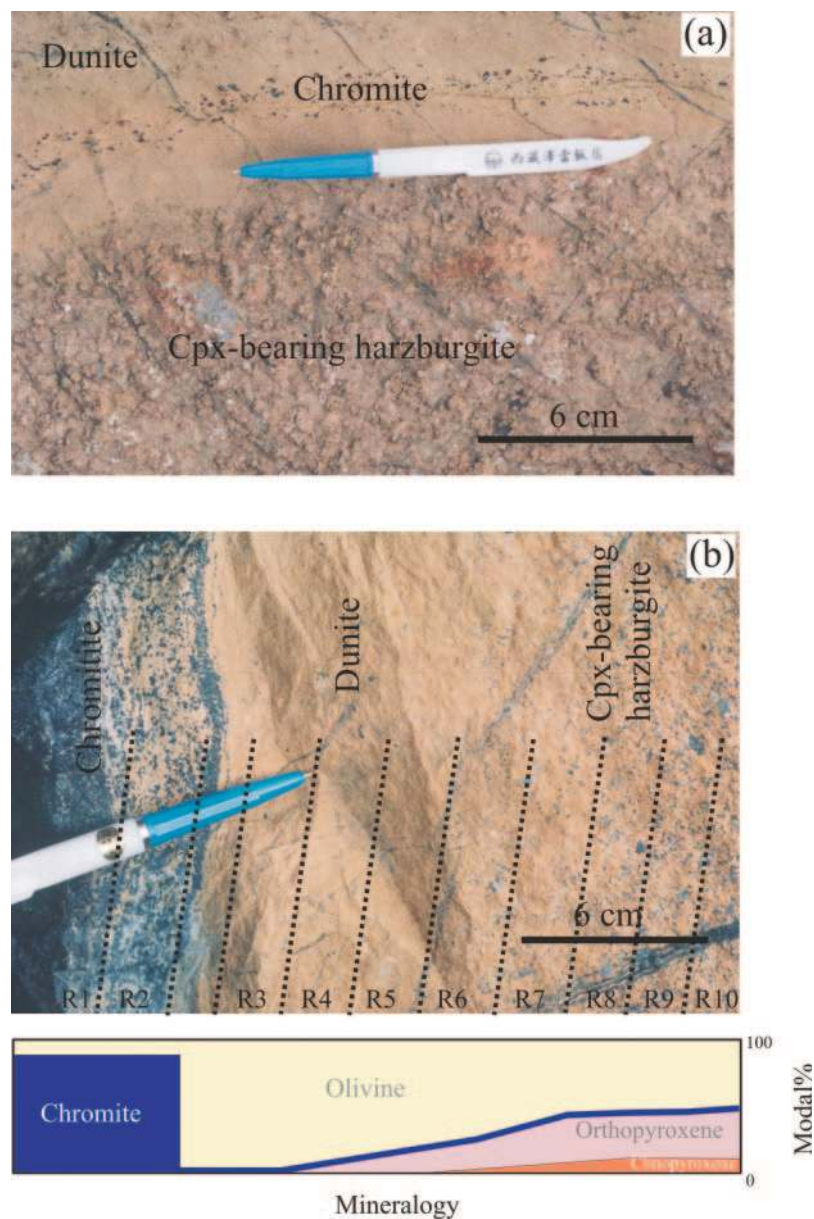 (a)
Dunite
Chromite
Cpx-bearing harzburgite
6 cm
(b)
Chromitite
Dunite
Cpx-bearing
harzburgite
6 cm
R1 R2 R3 R4 R5 R6 R7 R8 R9 R10
100
Olivine
Chromite
Orthopyroxene
Clinopyroxene
0
Modal%
Mineralogy